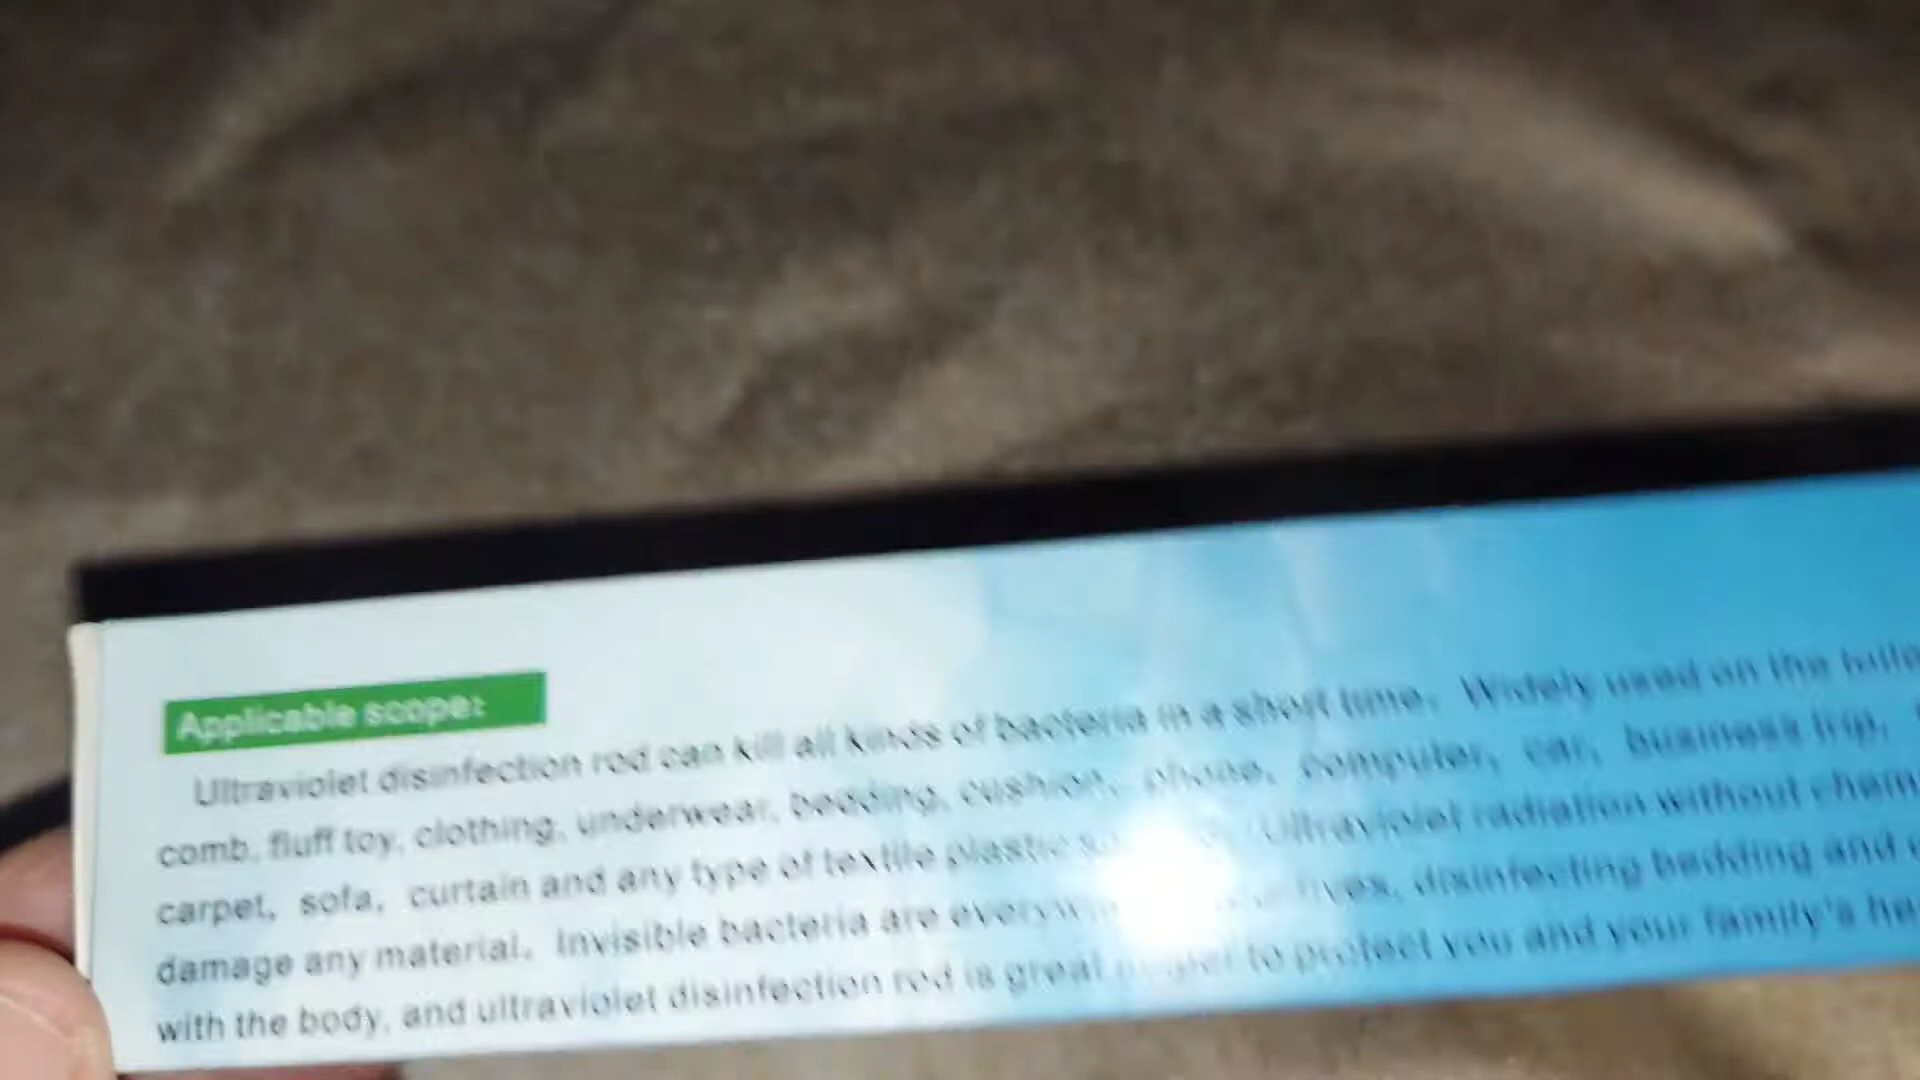 Applicable scope:
Ultraviolet disinfection rod can kill all kinds of bacteria in a short time. Widely used on the
comb, fluff toy, clothing, underwear, bedding, cushion, phone, computer, car, business trip,
carpet, sofa, curtain and any type of textile plastic Ultraviolet radiation without
damage any material. Invisible bacteria are disinfecting bedding and
with the body, and ultraviolet disinfection rod is great to protect you and your family's